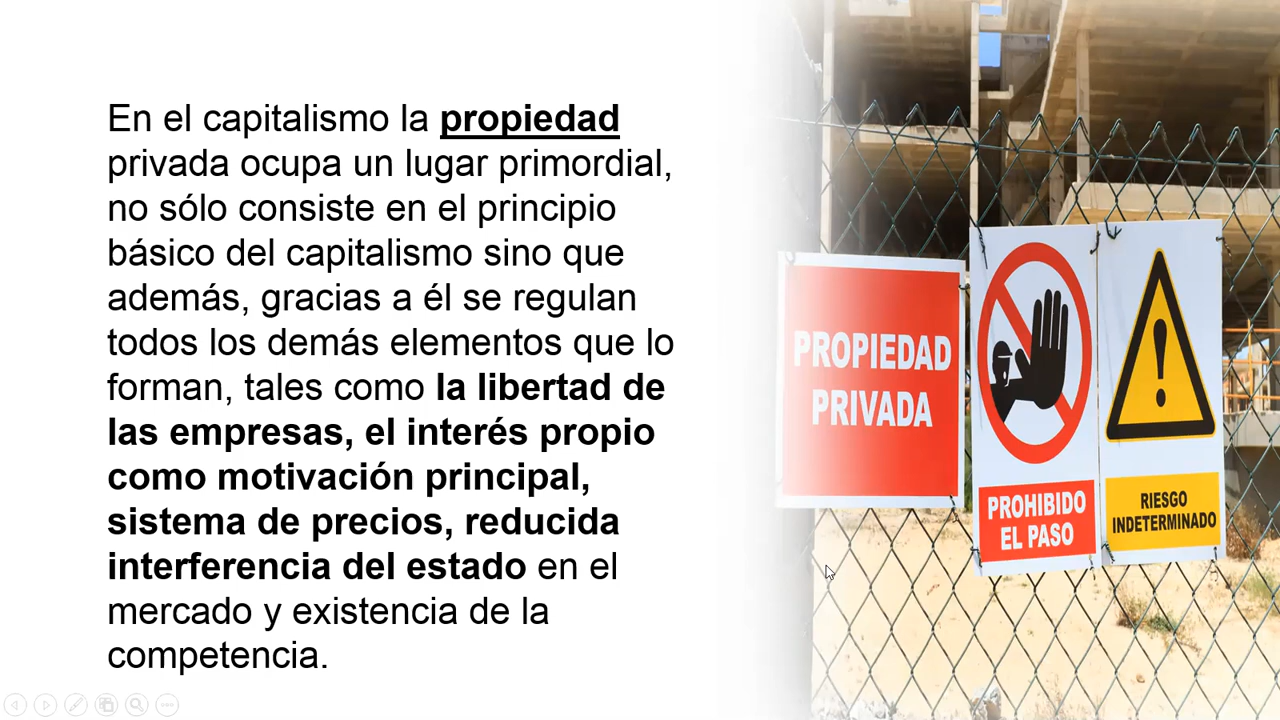 En el capitalismo la propiedad
privada ocupa un lugar primordial,
no sólo consiste en el principio
básico del capitalismo sino que
además, gracias a él se regulan
todos los demás elementos que lo
forman, tales como la libertad de
las empresas, el interés propio
como motivación principal,
sistema de precios, reducida
interferencia del estado en el
mercado y existencia de la
competencia.
PROPIEDAD
PRIVADA
PROHIBIDO
EL PASO
RIESGO
INDETERMINADO